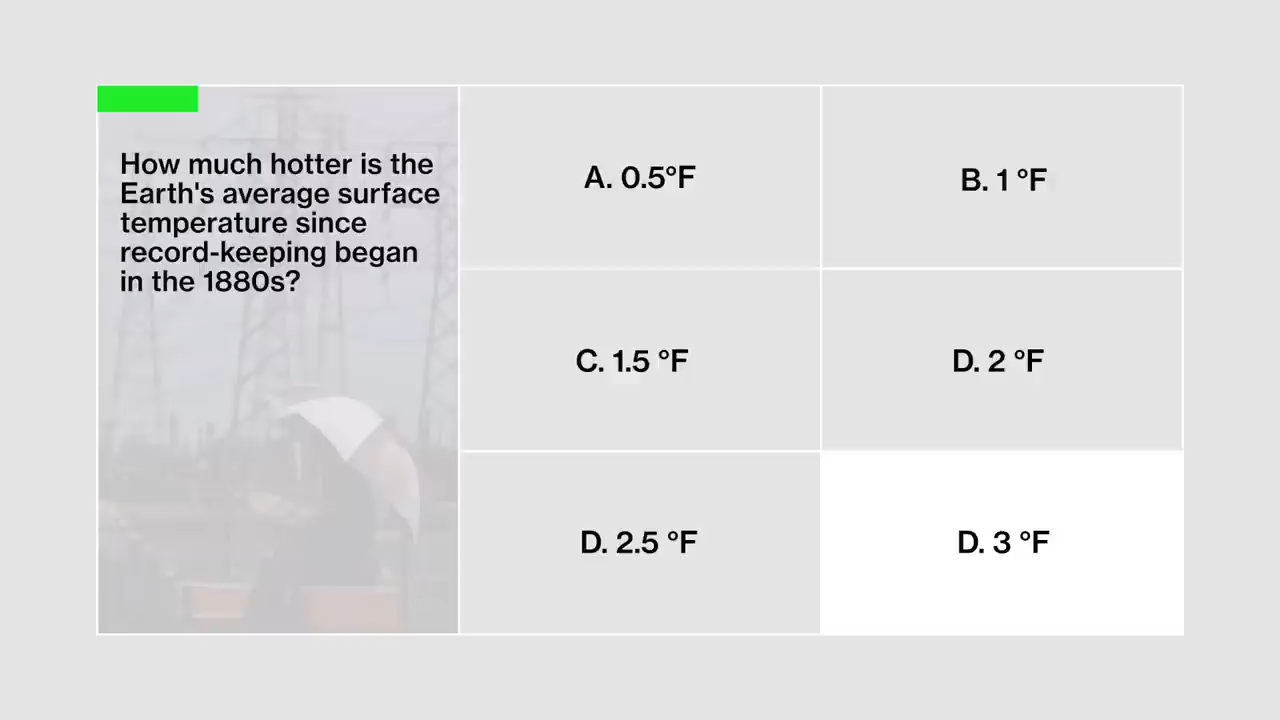 How much hotter is the
Earth's average surface
temperature since
record-keeping began
in the 1880s?
A. 0.5°F
B. 1 °F
C. 1.5 °F
D. 2 °F
D. 2.5 °F
D. 3 °F